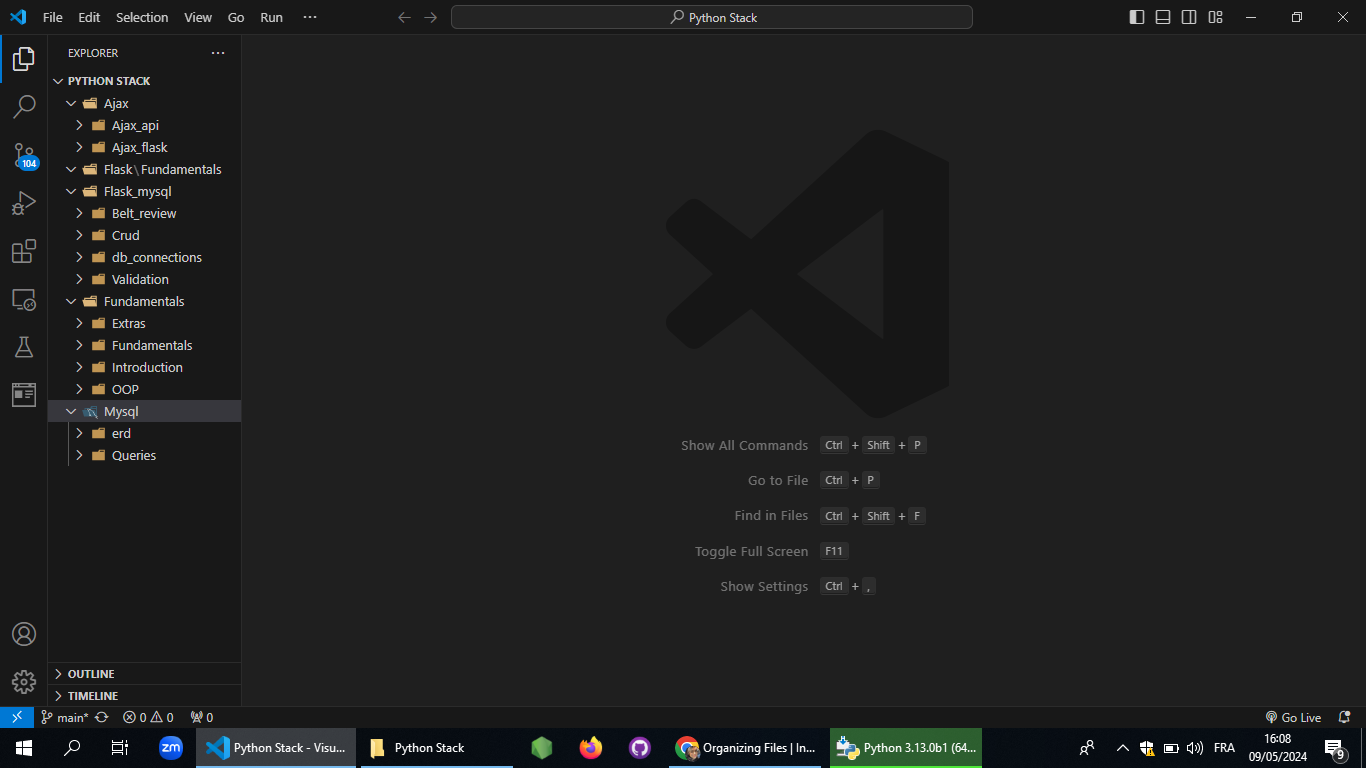 File Edit Selection View Go Run ···
Python Stack
EXPLORER ···
PYTHON STACK
Ajax
Ajax_api
Ajax_flask
104
Flask\Fundamentals
Flask_mysql
Belt_review
Crud
db_connections
Validation
Fundamentals
Extras
Fundamentals
Introduction
OOP
Mysql
erd
Queries
Show All Commands Ctrl + Shift + P
Go to File Ctrl + P
Find in Files Ctrl + Shift + F
Toggle Full Screen F11
Show Settings Ctrl + ,
OUTLINE
TIMELINE
main* 0 0 0 Go Live
zm Python Stack - Visu... Python Stack Organizing Files | In... Python 3.13.0b1 (64... FRA 16:08
09/05/2024 9